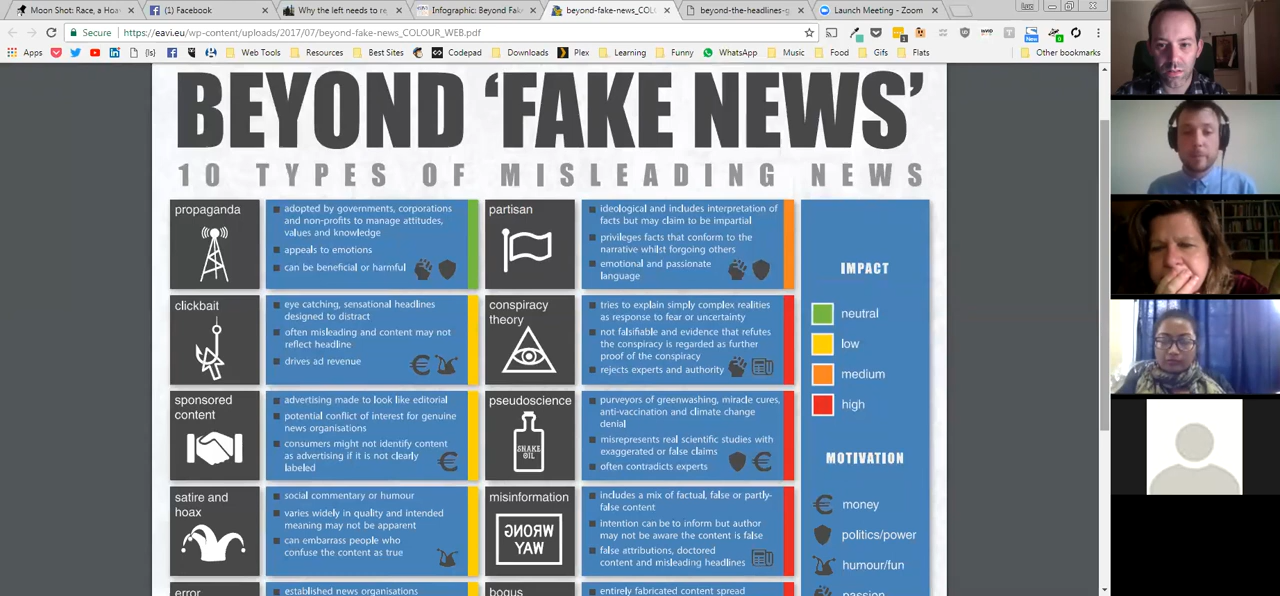 Moon Shot: Race, a Hoa
(1) Facebook
Why the left needs to re
Infographic: Beyond Fak
beyond-fake-news_COL
beyond-the-headlines-g
Launch Meeting - Zoom
Secure
https://eavi.eu/wp-content/uploads/2017/07/beyond-fake-news_COLOUR_WEB.pdf
Apps
(ls)
Web Tools
Resources
Best Sites
Codepad
Downloads
Plex
Learning
Funny
WhatsApp
Music
Food
Gifs
Flats
Other bookmarks
BEYOND ‘FAKE NEWS’
10 TYPES OF MISLEADING NEWS
propaganda
adopted by governments, corporations
and non-profits to manage attitudes,
values and knowledge
appeals to emotions
can be beneficial or harmful
partisan
ideological and includes interpretation of
facts but may claim to be impartial
privileges facts that conform to the
narrative whilst forgoing others
emotional and passionate
language
clickbait
eye catching, sensational headlines
designed to distract
often misleading and content may not
reflect headline
drives ad revenue
conspiracy
theory
tries to explain simply complex realities
as response to fear or uncertainty
not falsifiable and evidence that refutes
the conspiracy is regarded as further
proof of the conspiracy
rejects experts and authority
sponsored
content
advertising made to look like editorial
potential conflict of interest for genuine
news organisations
consumers might not identify content
as advertising if it is not clearly
labeled
pseudoscience
SNAKE
OIL
purveyors of greenwashing, miracle cures,
anti-vaccination and climate change
denial
misrepresents real scientific studies with
exaggerated or false claims
often contradicts experts
satire and
hoax
social commentary or humour
varies widely in quality and intended
meaning may not be apparent
can embarrass people who
confuse the content as true
misinformation
WRONG
WAY
includes a mix of factual, false or partly-
false content
intention can be to inform but author
may not be aware the content is false
false attributions, doctored
content and misleading headlines
error
established news organisations
bogus
entirely fabricated content spread
IMPACT
neutral
low
medium
high
MOTIVATION
money
politics/power
humour/fun
passion